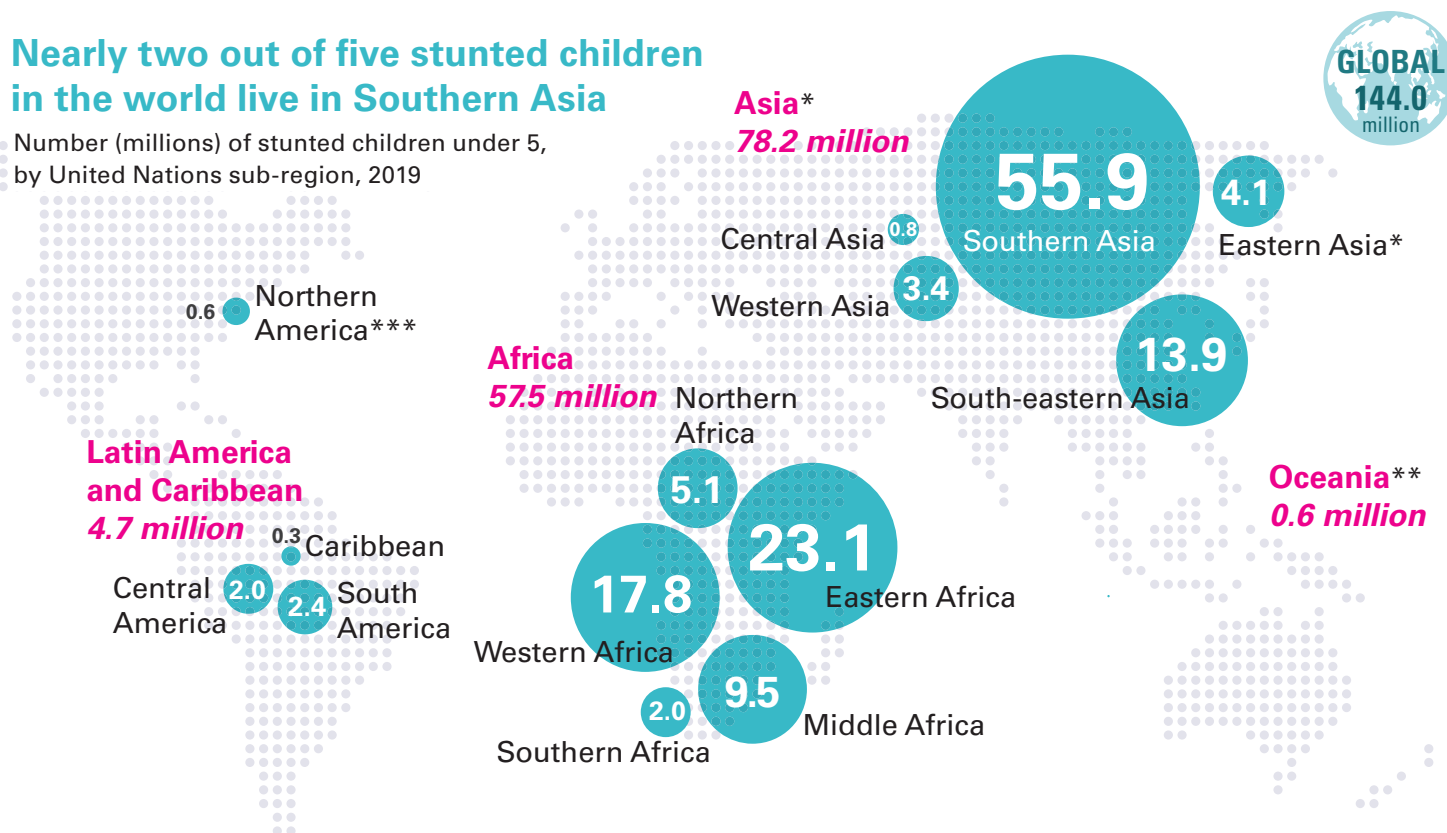 Nearly two out of five stunted children
in the world live in Southern Asia
Number (millions) of stunted children under 5,
by United Nations sub-region, 2019
GLOBAL
144.0
million
Asia*
78.2 million
55.9
Southern Asia
4.1
Eastern Asia*
Central Asia
0.8
Western Asia
3.4
13.9
South-eastern Asia
0.6
Northern
America***
Africa
57.5 million
Northern
Africa
5.1
23.1
Eastern Africa
17.8
Western Africa
9.5
Middle Africa
2.0
Southern Africa
Latin America
and Caribbean
4.7 million
0.3
Caribbean
Central
America
2.0
2.4
South
America
Oceania**
0.6 million